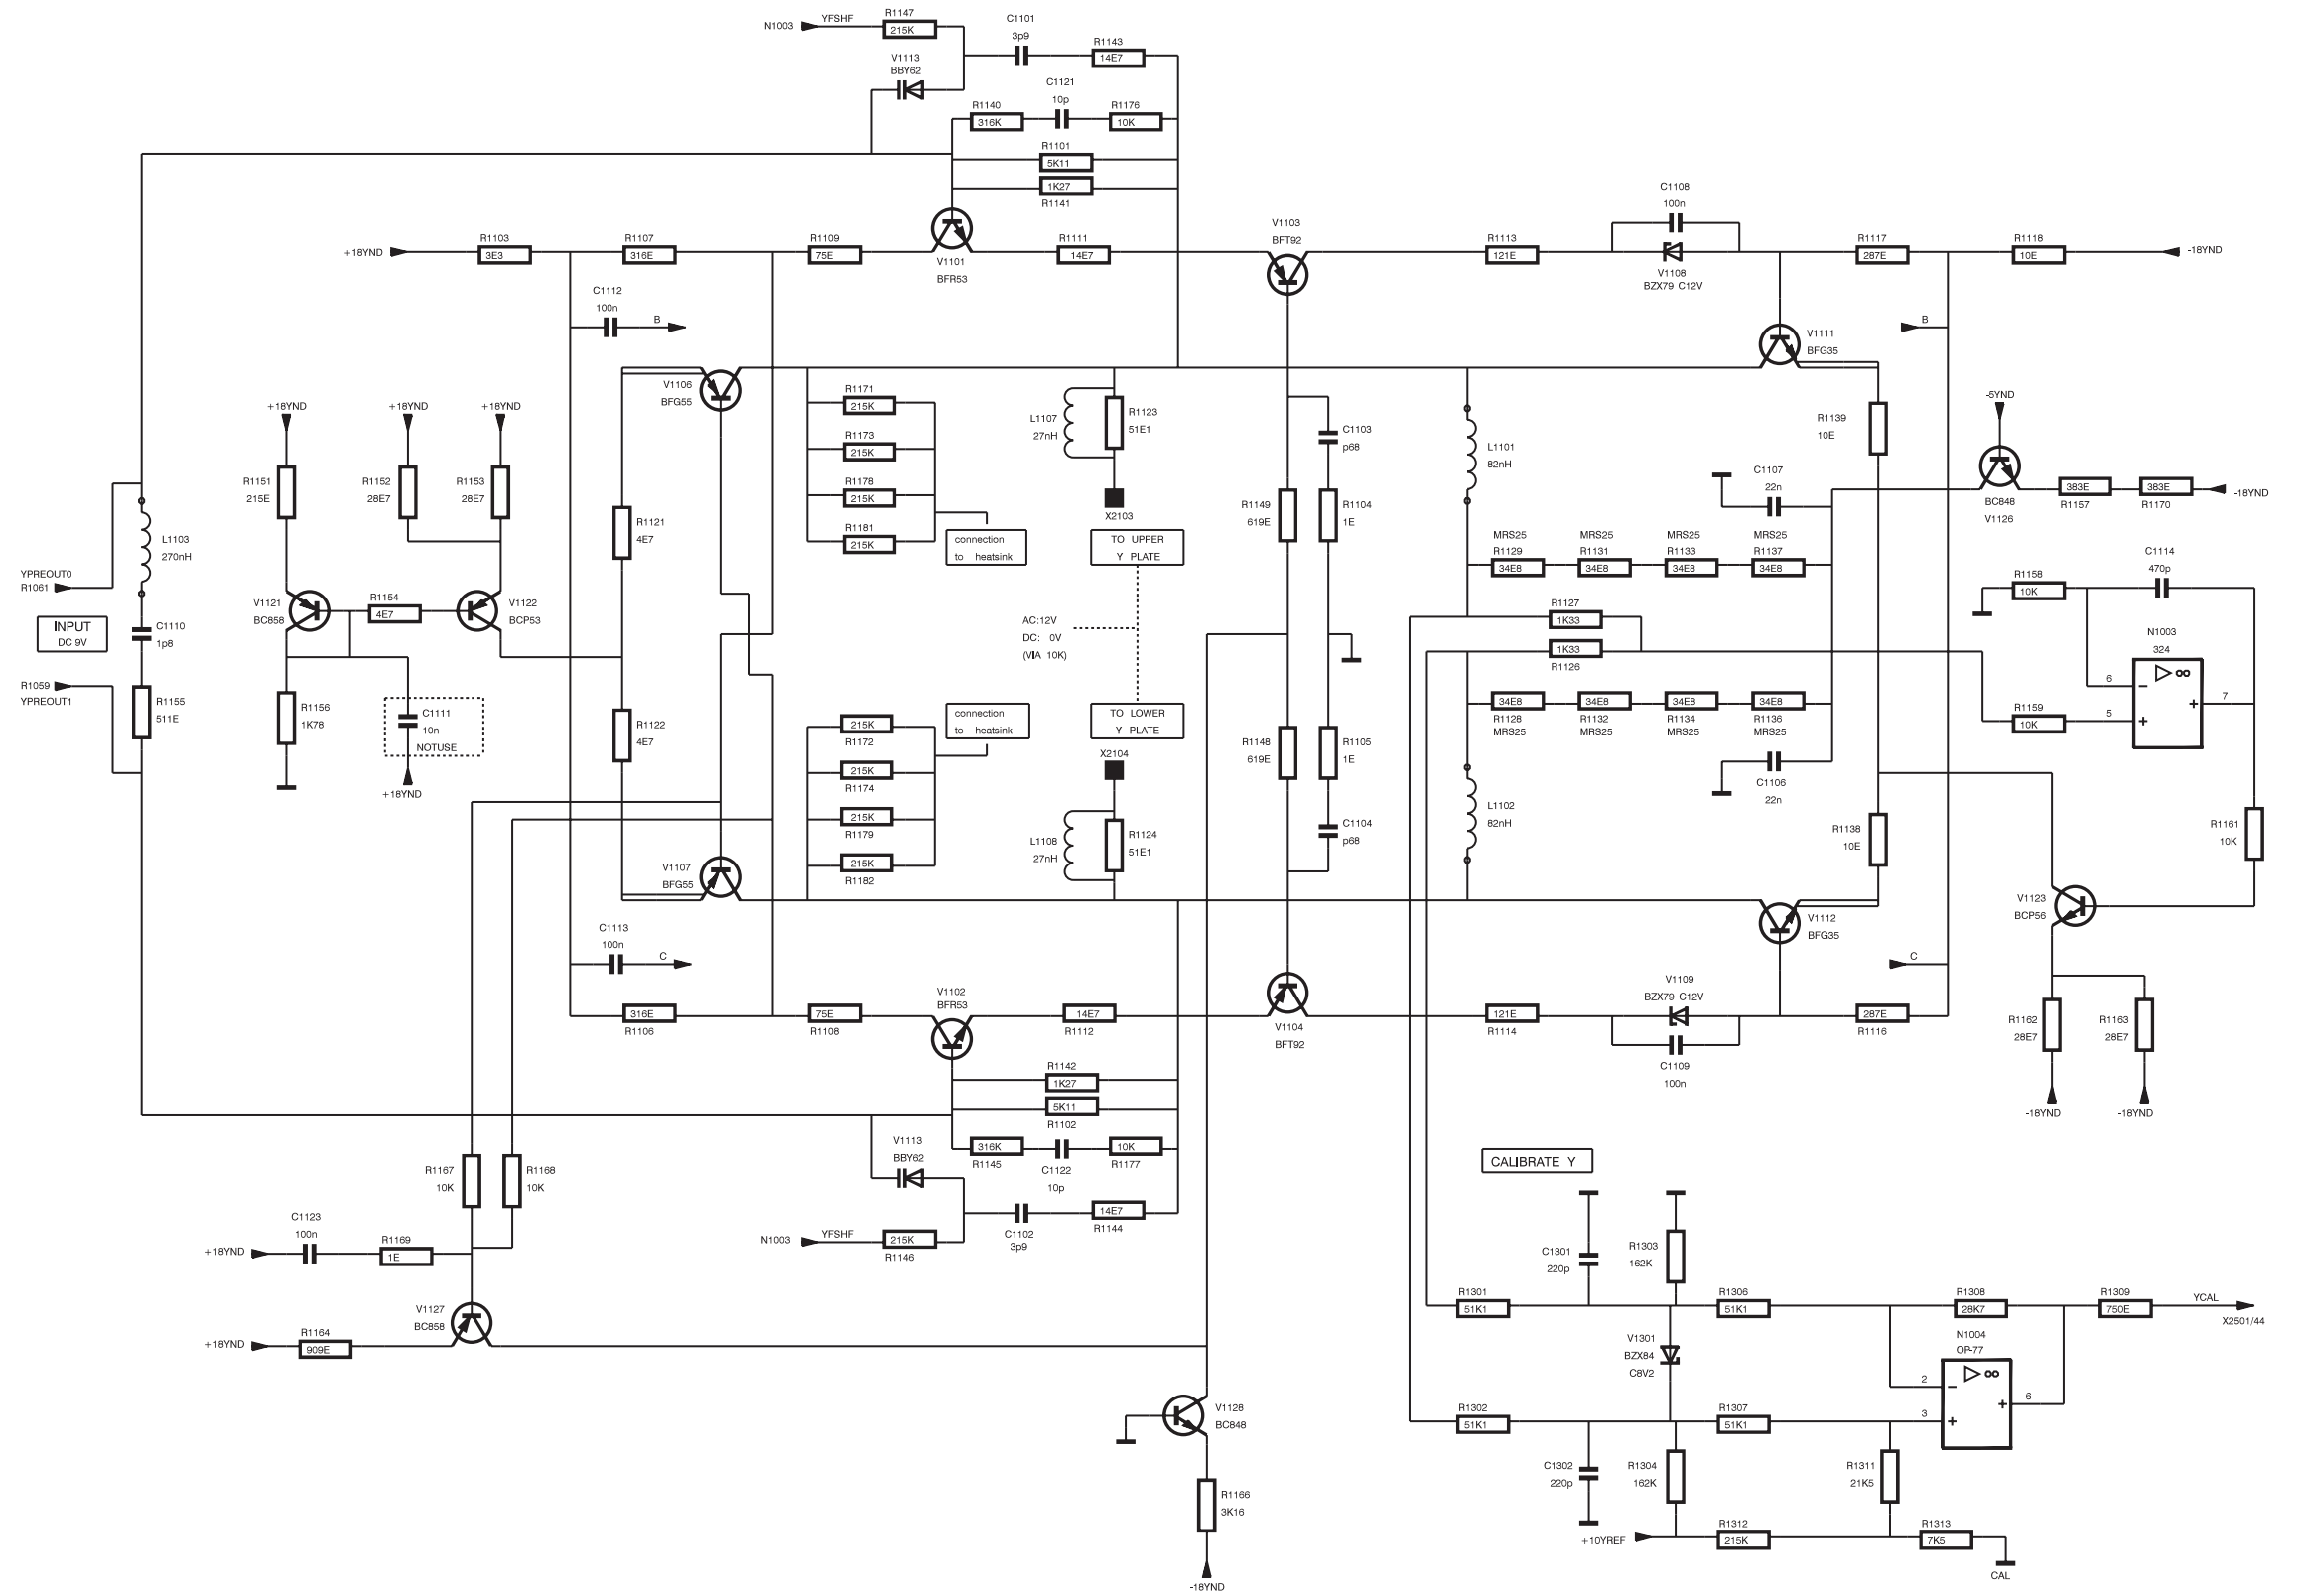 N1003 YFSHF
R1147
215K
C1101
3p9
R1143
14E7
V1113
BBY62
R1140
316K
C1121
10p
R1176
10K
R1101
5K11
1K27
R1141
+18YND
R1103
3E3
R1107
316E
R1109
75E
V1101
BFR53
R1111
14E7
V1103
BFT92
R1113
121E
C1108
100n
V1108
BZX79 C12V
R1117
287E
R1118
10E
-18YND
C1112
100n
B
V1106
BFG55
V1111
BFG35
B
+18YND
+18YND
+18YND
R1151
215E
R1152
28E7
R1153
28E7
R1171
215K
R1173
215K
R1178
215K
R1181
215K
connection
to heatsink
L1107
27nH
R1123
51E1
X2103
TO UPPER
Y PLATE
C1103
p68
R1149
619E
R1104
1E
L1101
82nH
R1139
10E
-5YND
BC848
V1126
383E
R1157
383E
R1170
-18YND
C1107
22n
MRS25
R1129
34E8
MRS25
R1131
34E8
MRS25
R1133
34E8
MRS25
R1137
34E8
L1103
270nH
YPREOUT0
R1061
INPUT
DC 9V
R1059
YPREOUT1
C1110
1p8
R1155
511E
V1121
BC858
R1154
4E7
V1122
BCP53
R1121
4E7
R1156
1K78
C1111
10n
NOTUSE
+18YND
R1122
4E7
AC:12V
DC: 0V
(VIA 10K)
R1127
1K33
1K33
R1126
34E8
R1128
MRS25
34E8
R1132
MRS25
34E8
R1134
MRS25
34E8
R1136
MRS25
R1158
10K
C1114
470p
N1003
324
6
5
7
R1159
10K
connection
to heatsink
TO LOWER
Y PLATE
X2104
215K
R1172
215K
R1174
215K
R1179
215K
R1182
L1108
27nH
R1124
51E1
R1148
619E
R1105
1E
C1104
p68
C1106
22n
L1102
82nH
R1138
10E
R1161
10K
V1107
BFG55
V1112
BFG35
V1123
BCP56
C1113
100n
C
C
316E
R1106
75E
R1108
V1102
BFR53
14E7
R1112
V1104
BFT92
121E
R1114
V1109
BZX79 C12V
C1109
100n
287E
R1116
R1162
28E7
R1163
28E7
-18YND
-18YND
R1142
1K27
5K11
R1102
316K
R1145
C1122
10p
10K
R1177
V1113
BBY62
14E7
R1144
C1102
3p9
N1003 YFSHF
215K
R1146
R1167
10K
R1168
10K
C1123
100n
+18YND
R1169
1E
V1127
BC858
+18YND
R1164
909E
V1128
BC848
R1166
3K16
-18YND
CALIBRATE Y
C1301
220p
R1303
162K
R1301
51K1
R1306
51K1
R1308
28K7
R1309
750E
YCAL
X2501/44
V1301
BZX84
C8V2
N1004
OP-77
2
3
6
R1302
51K1
R1307
51K1
C1302
220p
R1304
162K
R1311
21K5
+10YREF
R1312
215K
R1313
7K5
CAL